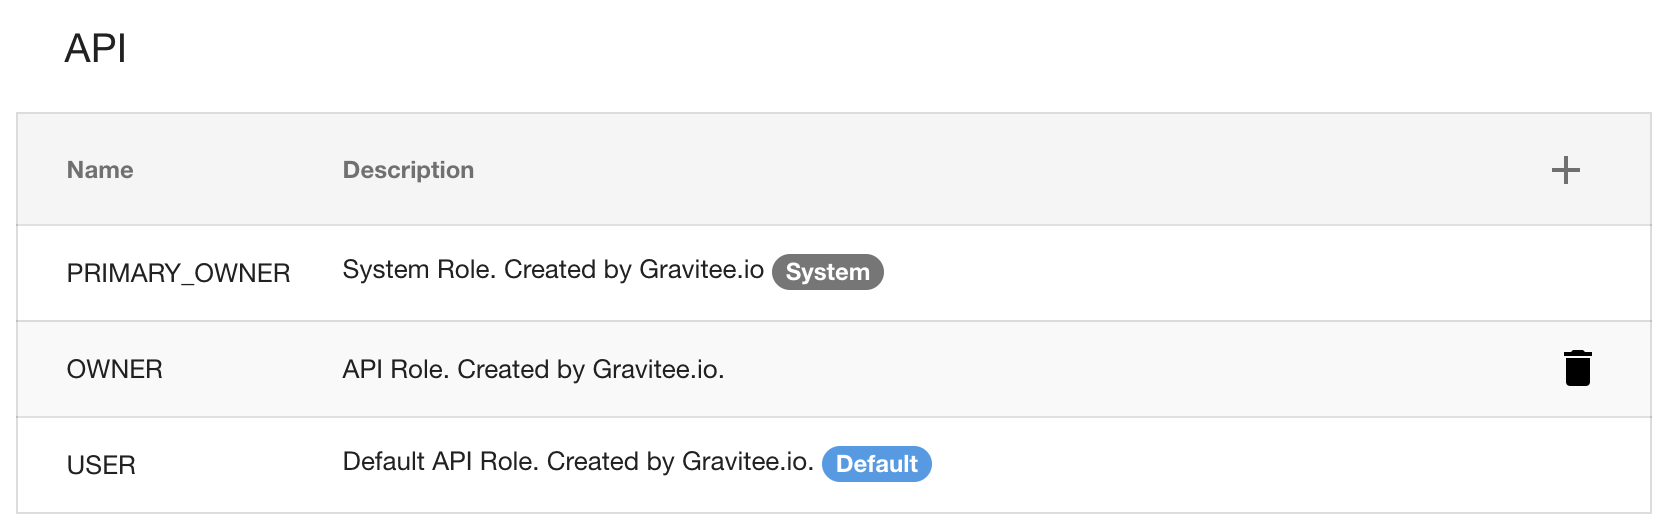 API
Name Description
PRIMARY_OWNER System Role. Created by Gravitee.io System
OWNER API Role. Created by Gravitee.io.
USER Default API Role. Created by Gravitee.io. Default